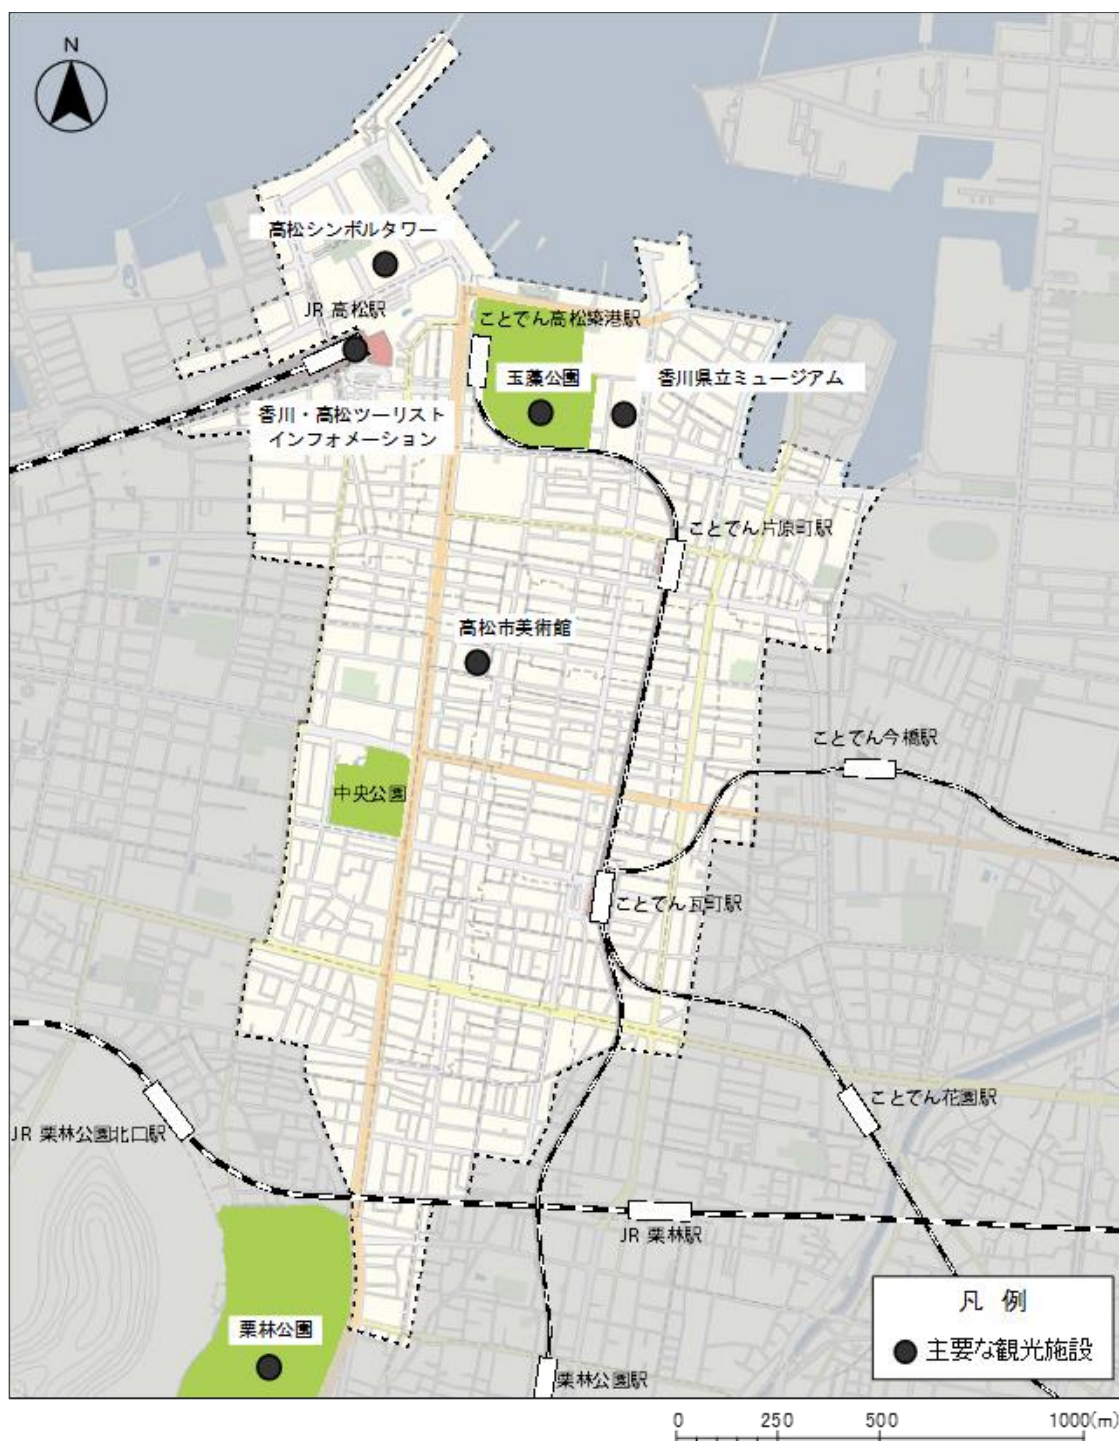 N
高松シンボルタワー
JR 高松駅
ことでん高松築港駅
玉藻公園
香川県立ミュージアム
香川・高松ツーリスト
インフォメーション
ことでん片原町駅
高松市美術館
ことでん今橋駅
中央公園
ことでん瓦町駅
ことでん花園駅
JR 栗林公園北口駅
JR 栗林駅
凡 例
栗林公園
主要な観光施設
栗林公園駅
0 250 500 1000(m)